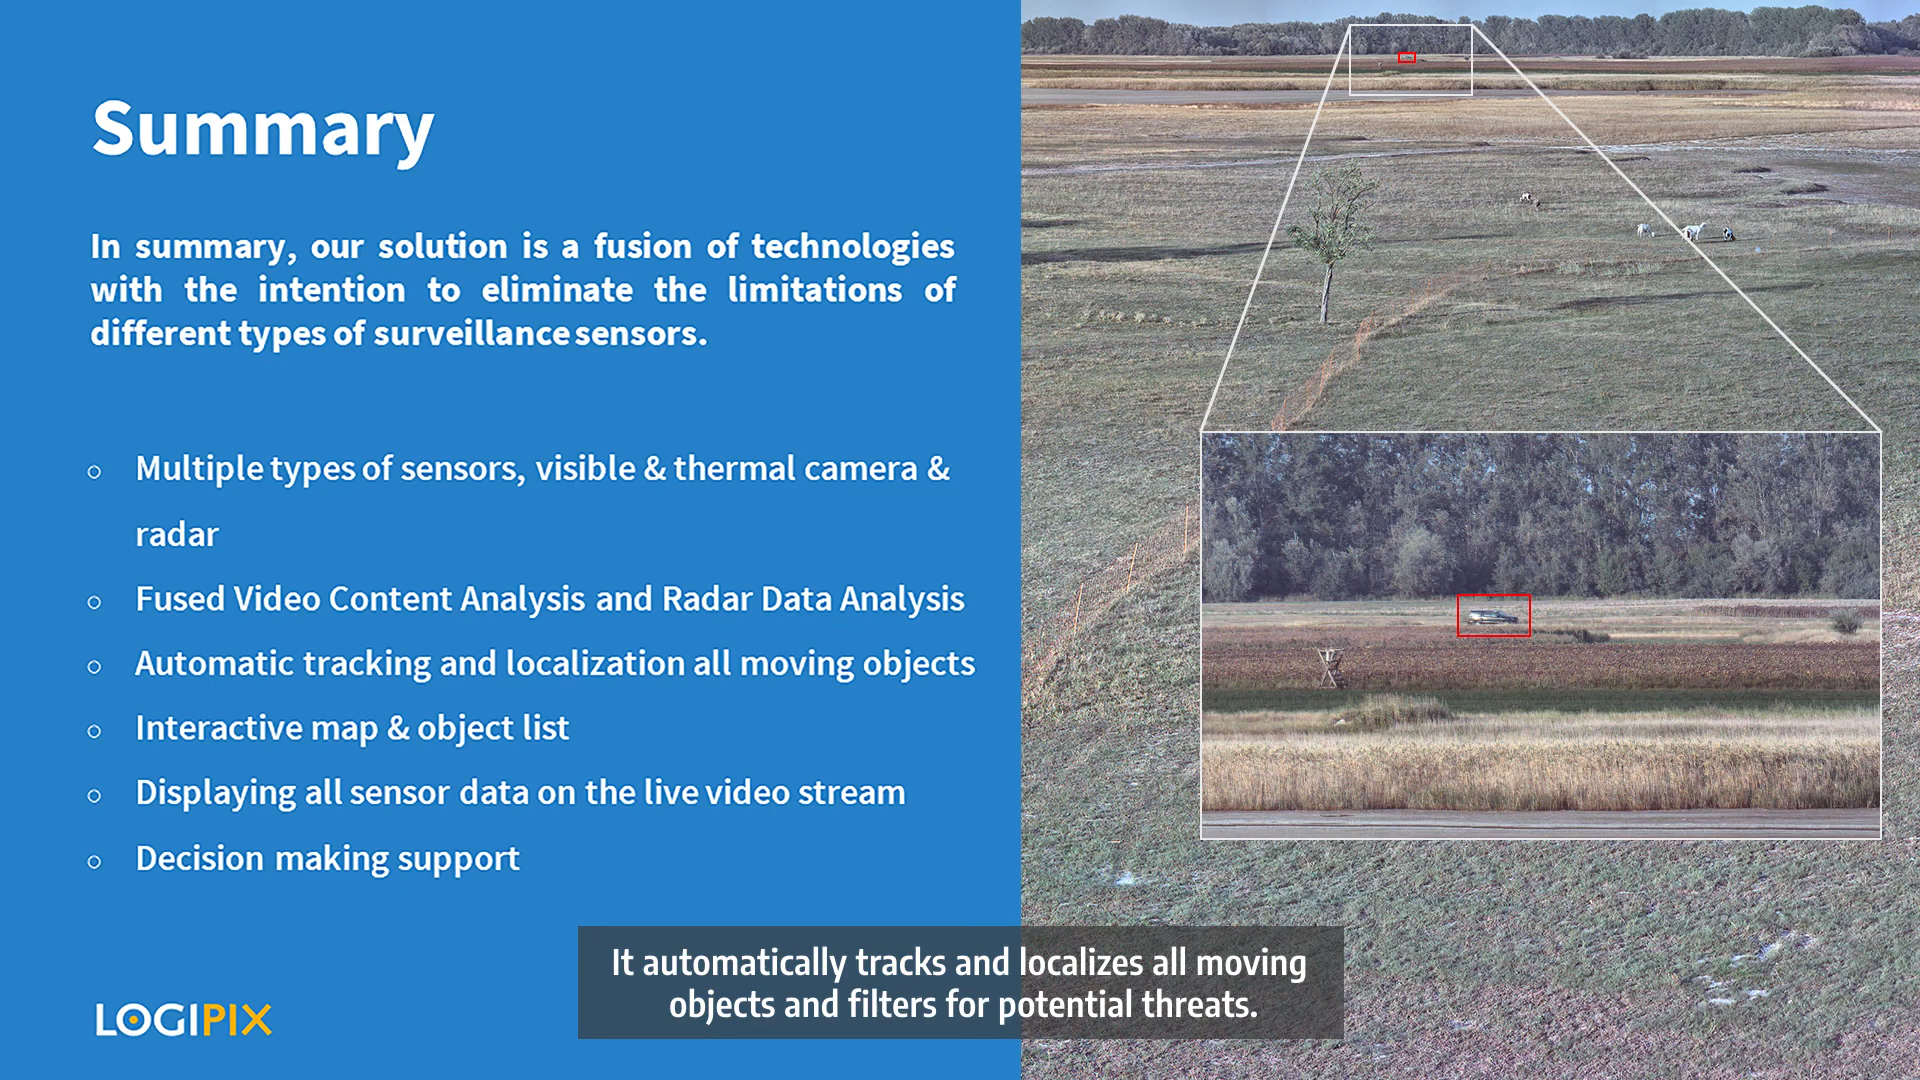 Summary
In summary, our solution is a fusion of technologies
with the intention to eliminate the limitations of
different types of surveillance sensors.
○ Multiple types of sensors, visible & thermal camera &
radar
○ Fused Video Content Analysis and Radar Data Analysis
○ Automatic tracking and localization all moving objects
○ Interactive map & object list
○ Displaying all sensor data on the live video stream
○ Decision making support
It automatically tracks and localizes all moving
objects and filters for potential threats.
LOGIPIX